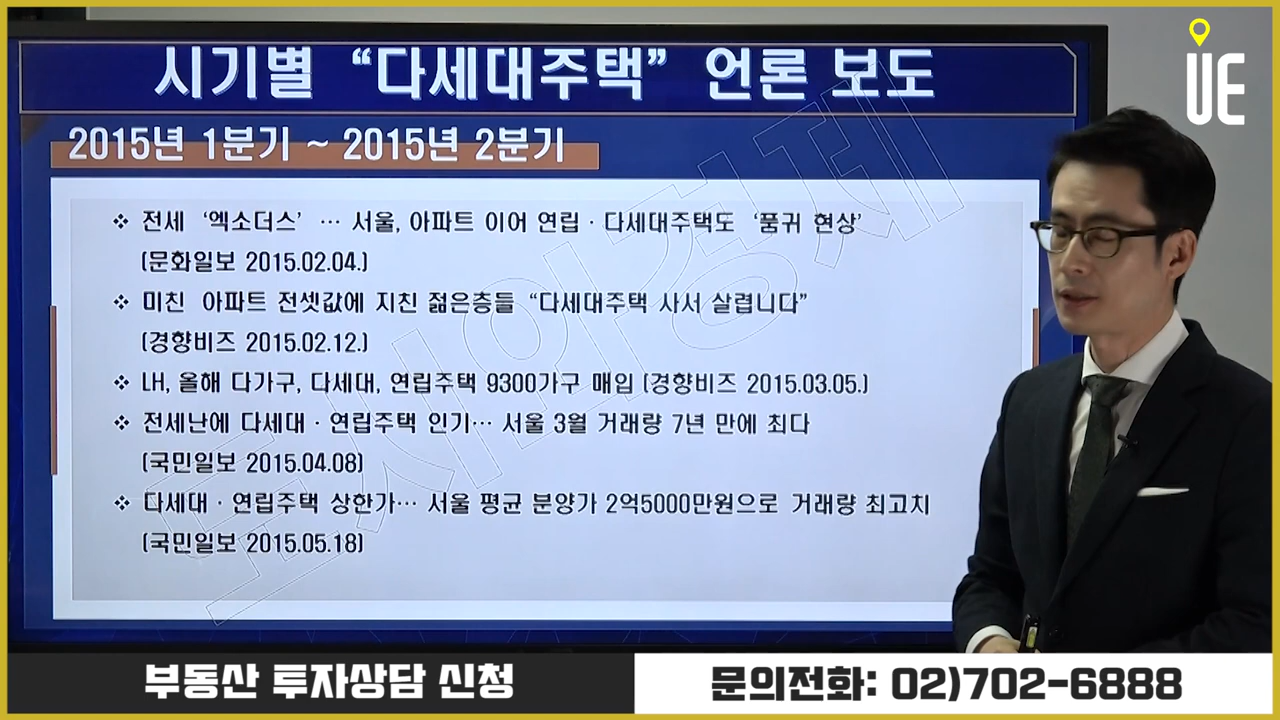 UE
시기별 “다세대주택” 언론 보도
2015년 1분기 ~ 2015년 2분기
❖ 전세 ‘엑소더스’ … 서울, 아파트 이어 연립 · 다세대주택도 ‘품귀 현상’
(문화일보 2015.02.04.)
❖ 미친 아파트 전셋값에 지친 젊은층들 “다세대주택 사서 살렵니다”
(경향비즈 2015.02.12.)
❖ LH, 올해 다가구, 다세대, 연립주택 9300가구 매입 (경향비즈 2015.03.05.)
❖ 전세난에 다세대 · 연립주택 인기… 서울 3월 거래량 7년 만에 최다
(국민일보 2015.04.08)
❖ 다세대 · 연립주택 상한가… 서울 평균 분양가 2억5000만원으로 거래량 최고치
(국민일보 2015.05.18)
도시와경제
부동산 투자상담 신청
문의전화: 02)702-6888